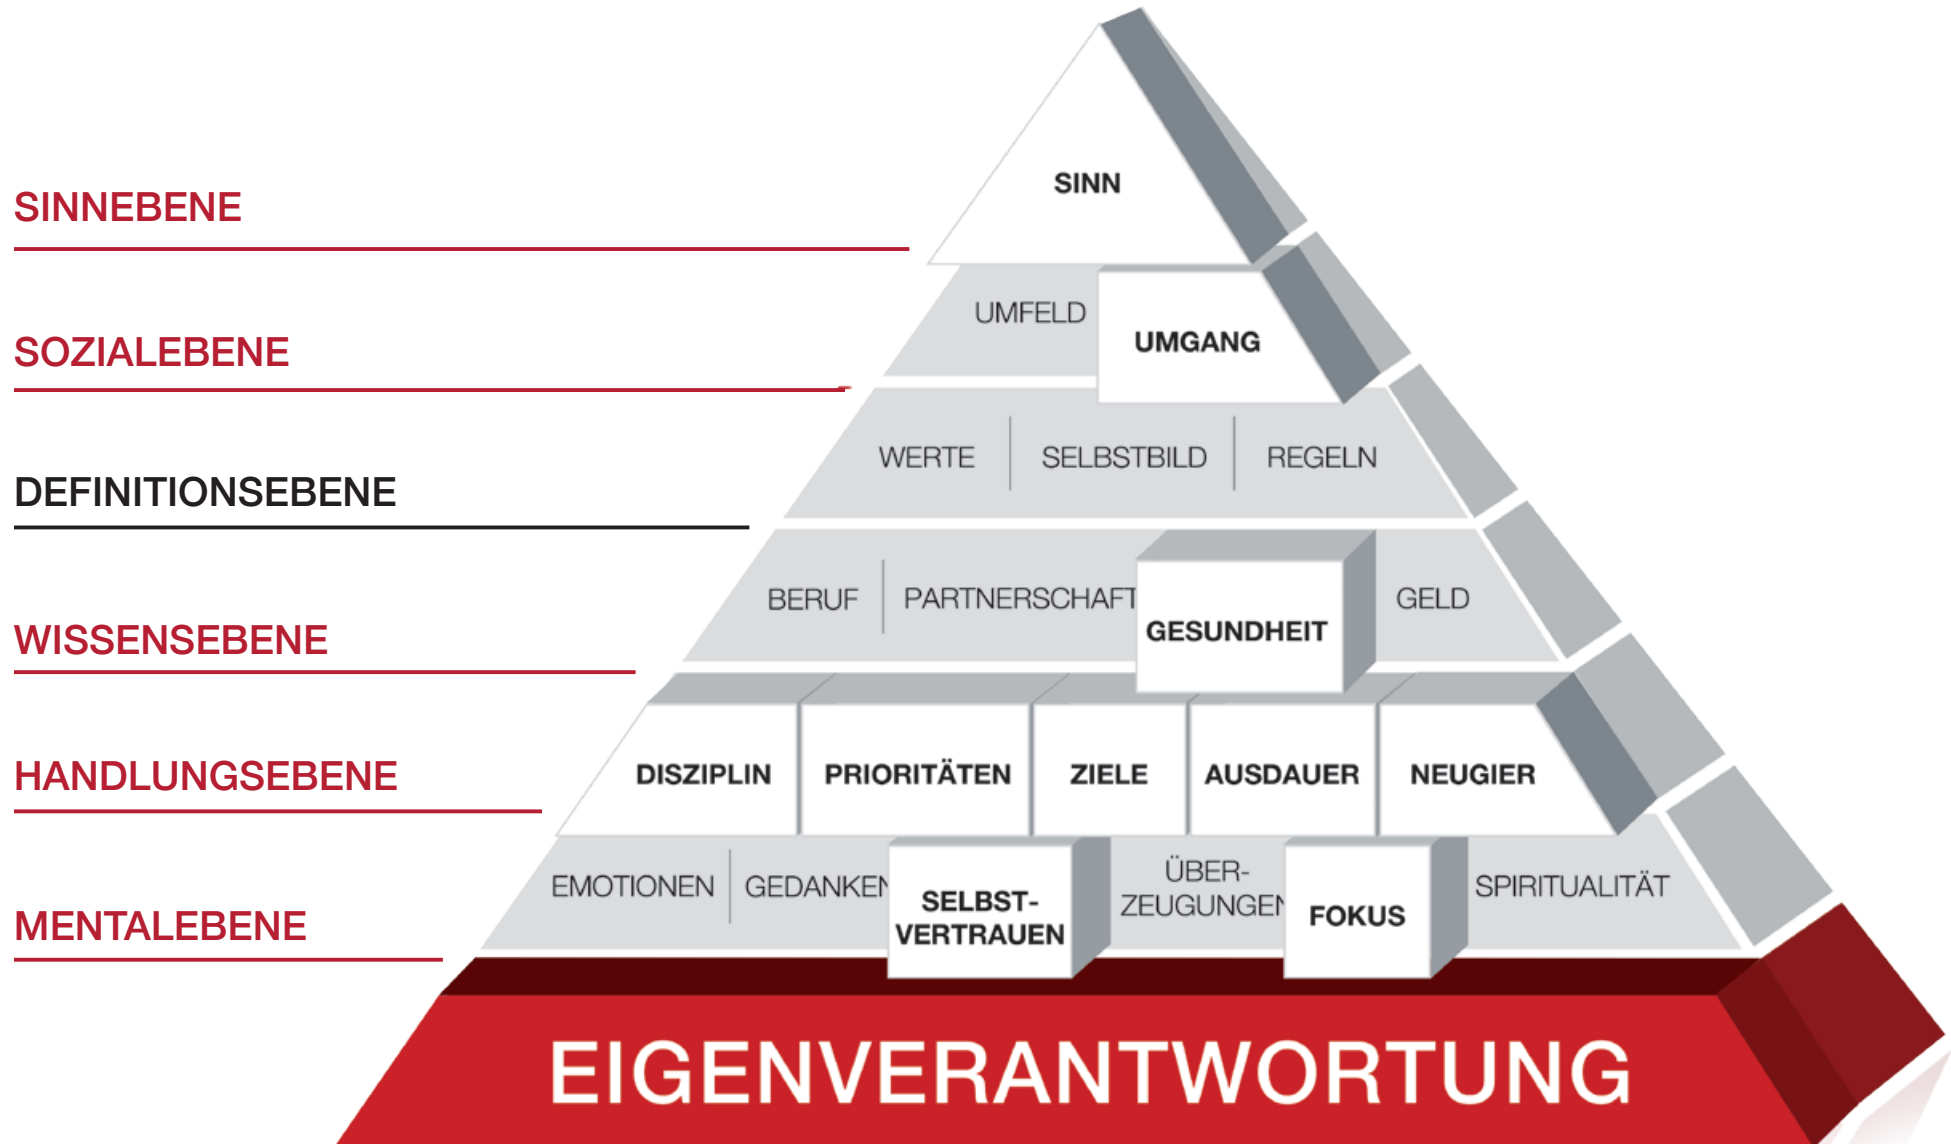 SINNEBENE
SINN
SOZIALEBENE
UMFELD
UMGANG
DEFINITIONSEBENE
WERTE SELBSTBILD REGELN
WISSENSEBENE
BERUF PARTNERSCHAFT GESUNDHEIT GELD
HANDLUNGSEBENE
DISZIPLIN PRIORITÄTEN ZIELE AUSDAUER NEUGIER
MENTALEBENE
EMOTIONEN GEDANKEN
SELBST-
VERTRAUEN
ÜBER-
ZEUGUNGEN
FOKUS
SPIRITUALITÄT
EIGENVERANTWORTUNG